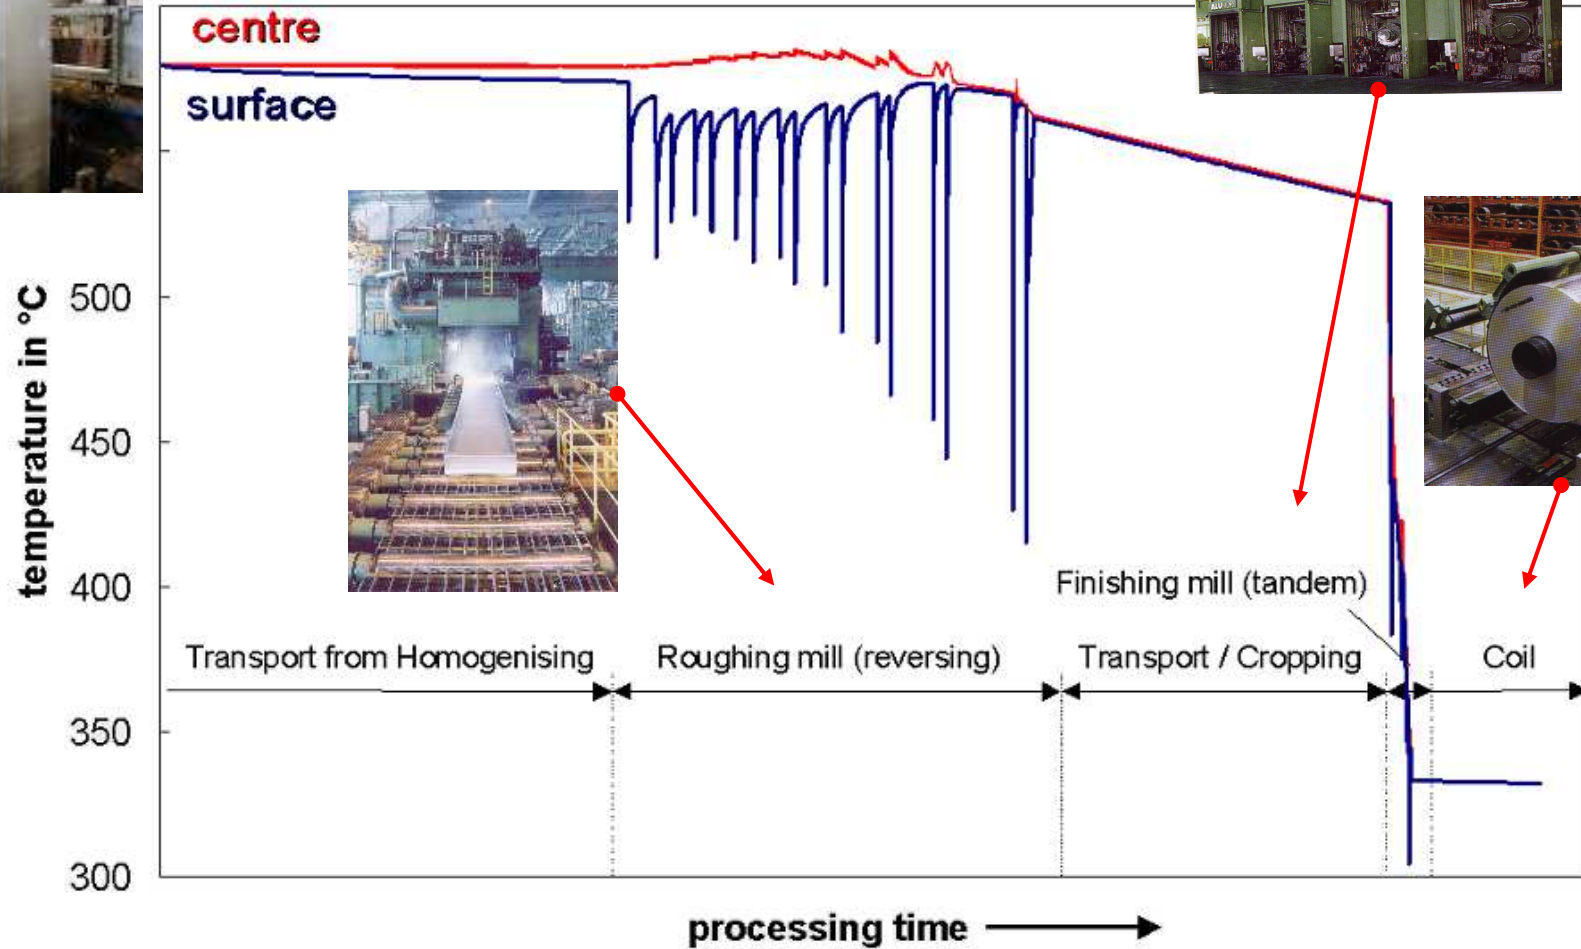 centre
surface
temperature in °C
500
450
400
350
300
Finishing mill (tandem)
Transport from Homogenising
Roughing mill (reversing)
Transport / Cropping
Coil
processing time